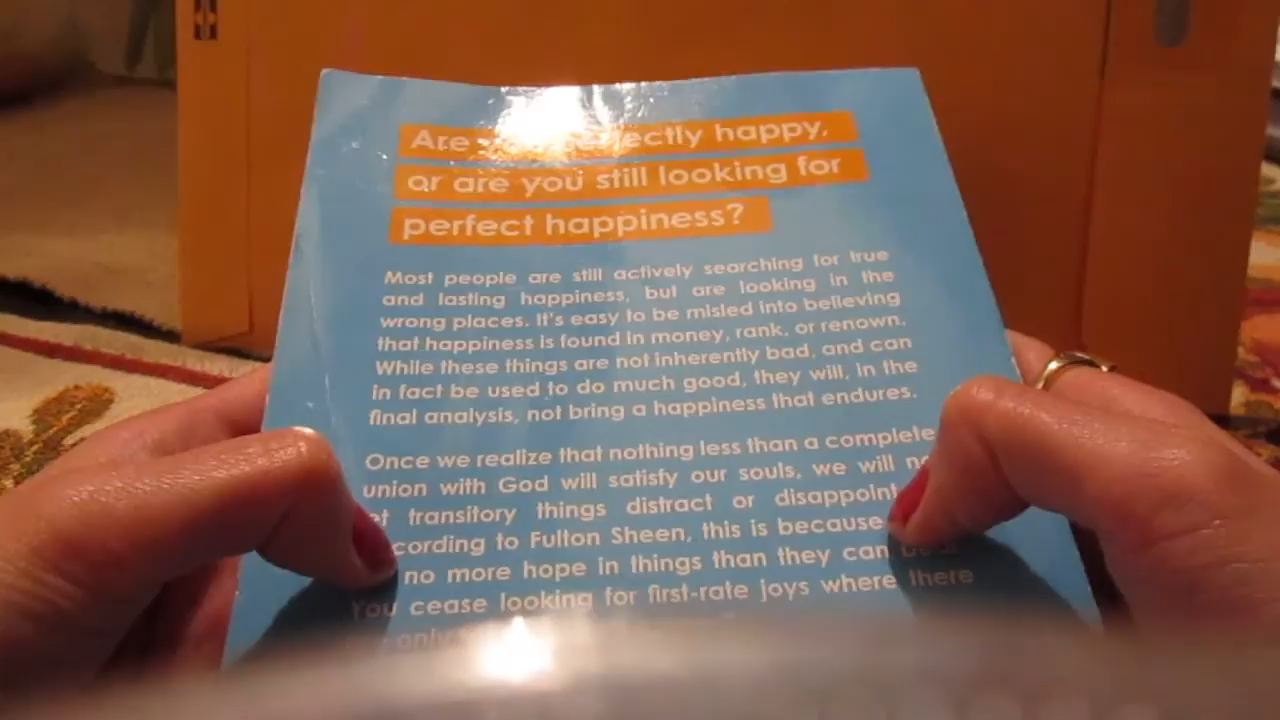 Are perfectly happy,
or are you still looking for
perfect happiness?
Most people are still actively searching for true
and lasting happiness, but are looking in the
wrong places. It's easy to be misled into believing
that happiness is found in money, rank, or renown.
While these things are not inherently bad, and can
in fact be used to do much good, they will, in the
final analysis, not bring a happiness that endures.
Once we realize that nothing less than a complete
union with God will satisfy our souls, we will
transitory things distract or disappoint
to Fulton Sheen, this is because
no more hope in things than they can
You cease looking for first-rate joys where there
only